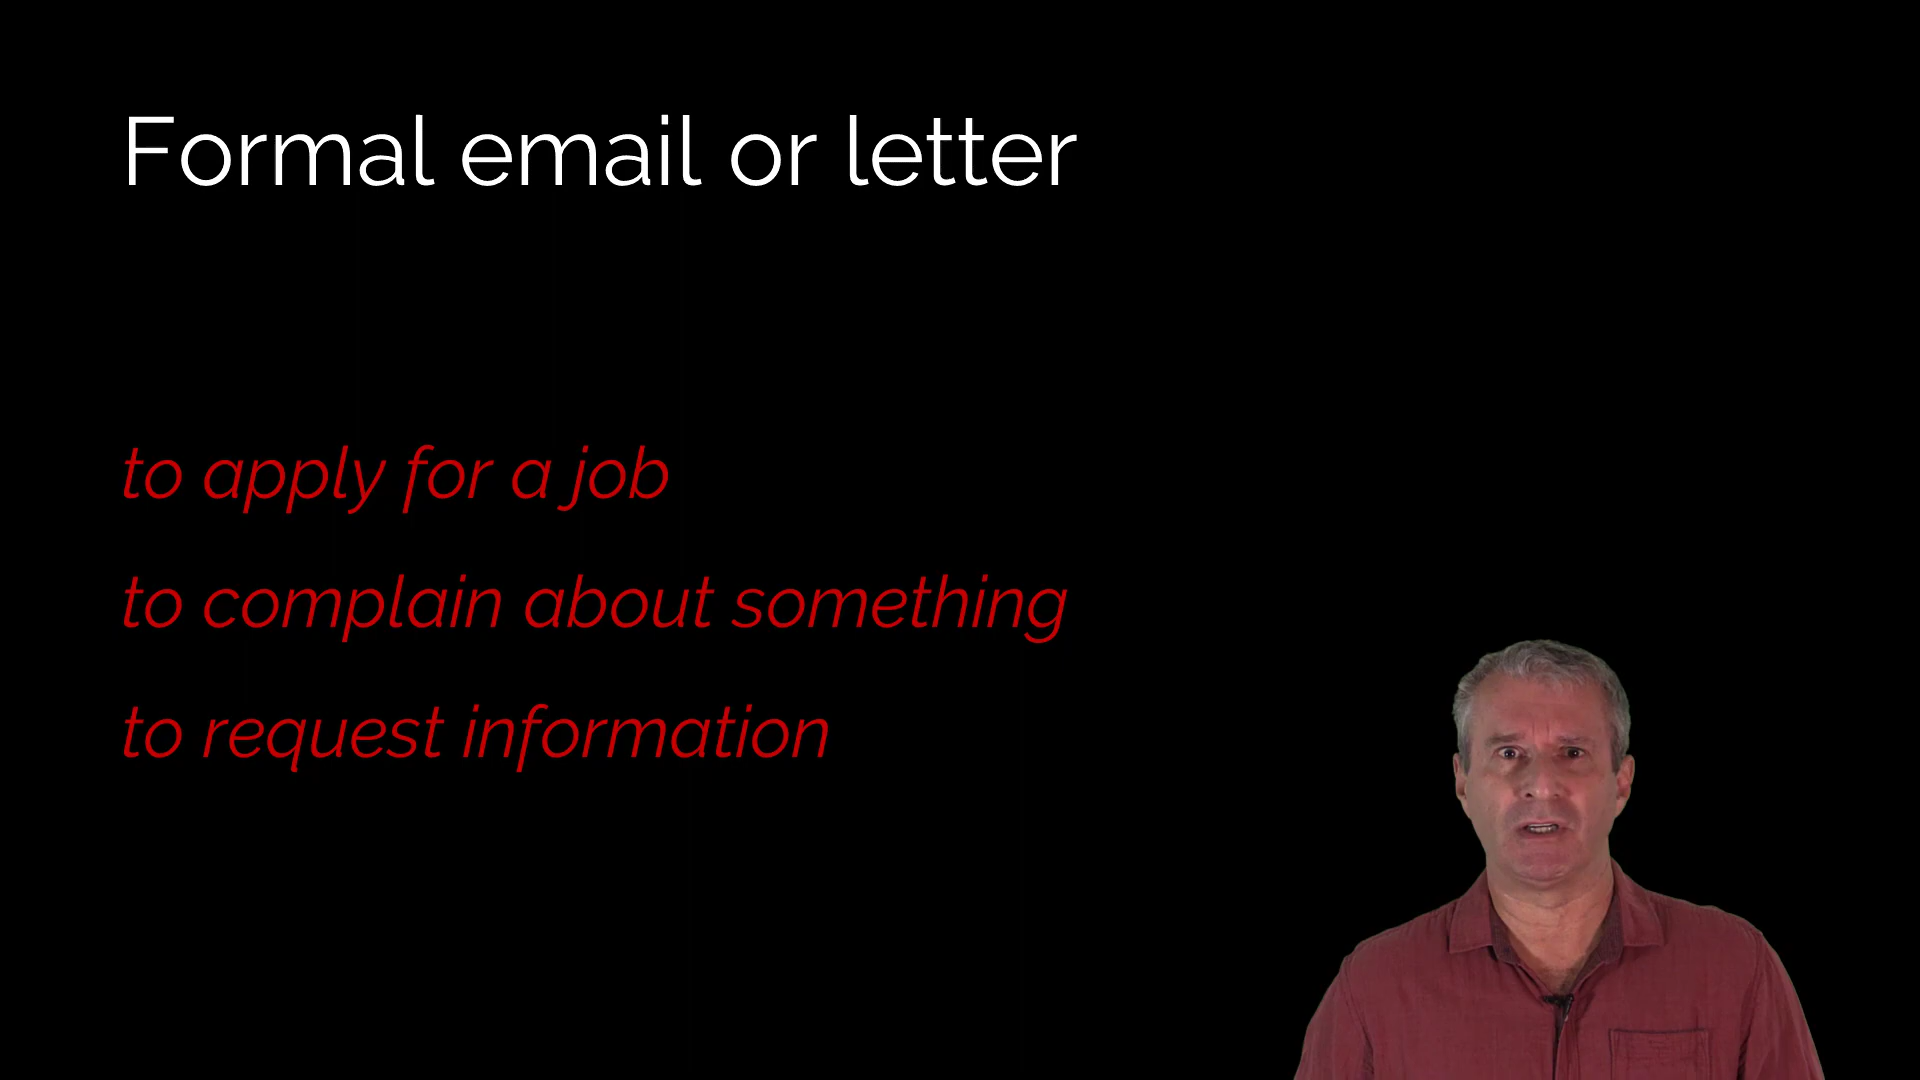 Formal email or letter
to apply for a job
to complain about something
to request information